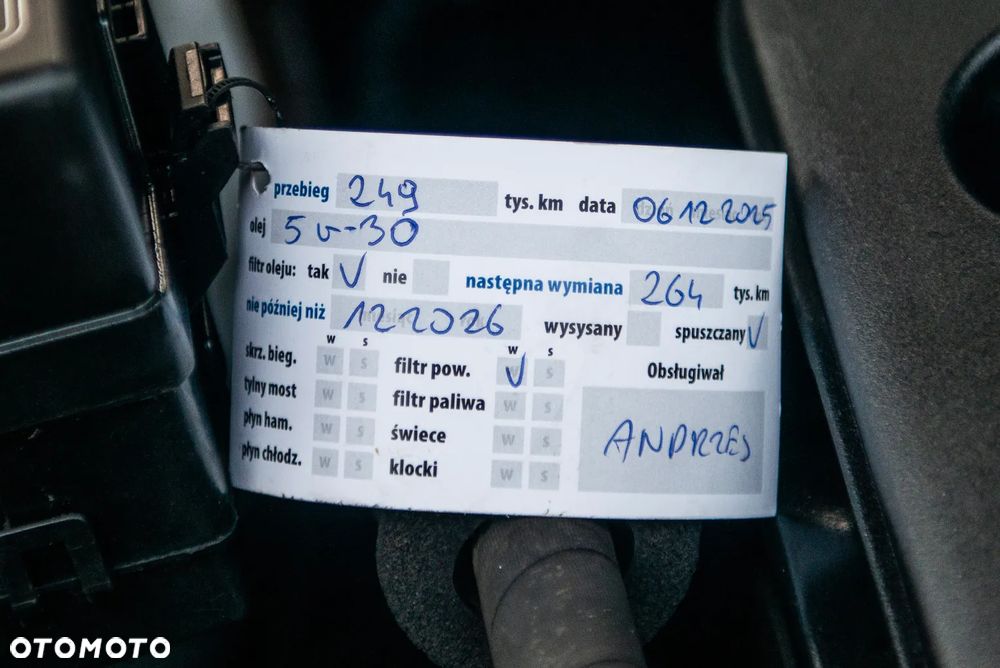 przebieg 249 tys. km data 06 12 2025
olej 5w-30
filtr oleju: tak V nie następna wymiana 264 tys. km
nie później niż 12 2026 wysysany spuszczany V
w s w s
skrz. bieg. W S filtr pow. V S Obsługiwał
tylny most W S filtr paliwa W S
płyn ham. W S świece W S ANDRZEJ
płyn chłodz. W S klocki W S
OTOMOTO